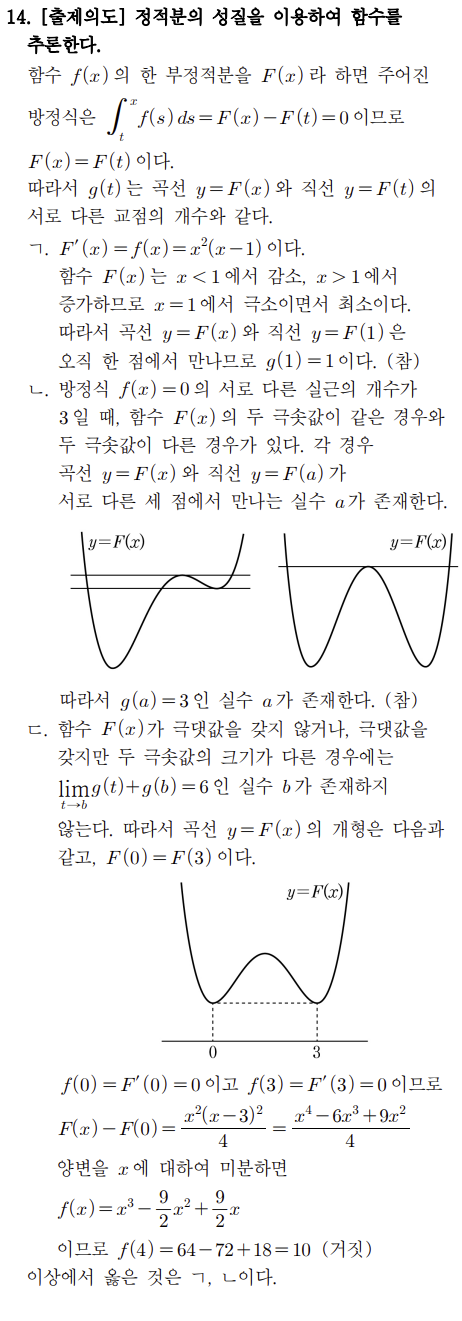 14. [출제의도] 정적분의 성질을 이용하여 함수를
추론한다.
함수 f(x)의 한 부정적분을 F(x)라 하면 주어진
방정식은 ∫_t^x f(s)ds=F(x)-F(t)=0이므로
F(x)=F(t)이다.
따라서 g(t)는 곡선 y=F(x)와 직선 y=F(t)의
서로 다른 교점의 개수와 같다.
ㄱ. F′(x)=f(x)=x²(x-1)이다.
함수 F(x)는 x<1에서 감소, x>1에서
증가하므로 x=1에서 극소이면서 최소이다.
따라서 곡선 y=F(x)와 직선 y=F(1)은
오직 한 점에서 만나므로 g(1)=1이다. (참)
ㄴ. 방정식 f(x)=0의 서로 다른 실근의 개수가
3일 때, 함수 F(x)의 두 극솟값이 같은 경우와
두 극솟값이 다른 경우가 있다. 각 경우
곡선 y=F(x)와 직선 y=F(a)가
서로 다른 세 점에서 만나는 실수 a가 존재한다.
y=F(x) y=F(x)
따라서 g(a)=3인 실수 a가 존재한다. (참)
ㄷ. 함수 F(x)가 극댓값을 갖지 않거나, 극댓값을
갖지만 두 극솟값의 크기가 다른 경우에는
lim_{t→b} g(t)+g(b)=6인 실수 b가 존재하지
않는다. 따라서 곡선 y=F(x)의 개형은 다음과
같고, F(0)=F(3)이다.
y=F(x)
0 3
f(0)=F′(0)=0이고 f(3)=F′(3)=0이므로
F(x)-F(0)=x²(x-3)²/4=(x⁴-6x³+9x²)/4
양변을 x에 대하여 미분하면
f(x)=x³-9/2x²+9/2x
이므로 f(4)=64-72+18=10 (거짓)
이상에서 옳은 것은 ㄱ, ㄴ이다.